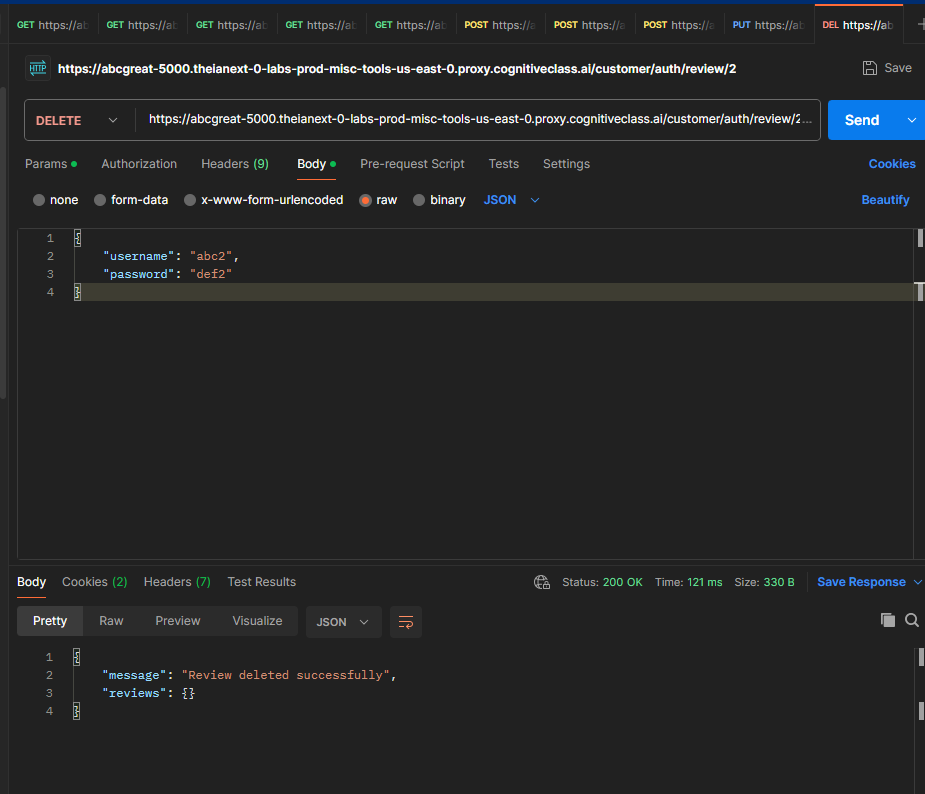 GET https://ab GET https://ab GET https://ab GET https://ab GET https://ab POST https://a POST https://a POST https://a PUT https://ab DEL https://ab
HTTP https://abcgreat-5000.theianext-0-labs-prod-misc-tools-us-east-0.proxy.cognitiveclass.ai/customer/auth/review/2 Save
DELETE https://abcgreat-5000.theianext-0-labs-prod-misc-tools-us-east-0.proxy.cognitiveclass.ai/customer/auth/review/2... Send
Params Authorization Headers (9) Body Pre-request Script Tests Settings Cookies
none form-data x-www-form-urlencoded raw binary JSON Beautify
1 {
2 "username": "abc2",
3 "password": "def2"
4 }
Body Cookies (2) Headers (7) Test Results Status: 200 OK Time: 121 ms Size: 330 B Save Response
Pretty Raw Preview Visualize JSON
1 {
2 "message": "Review deleted successfully",
3 "reviews": {}
4 }